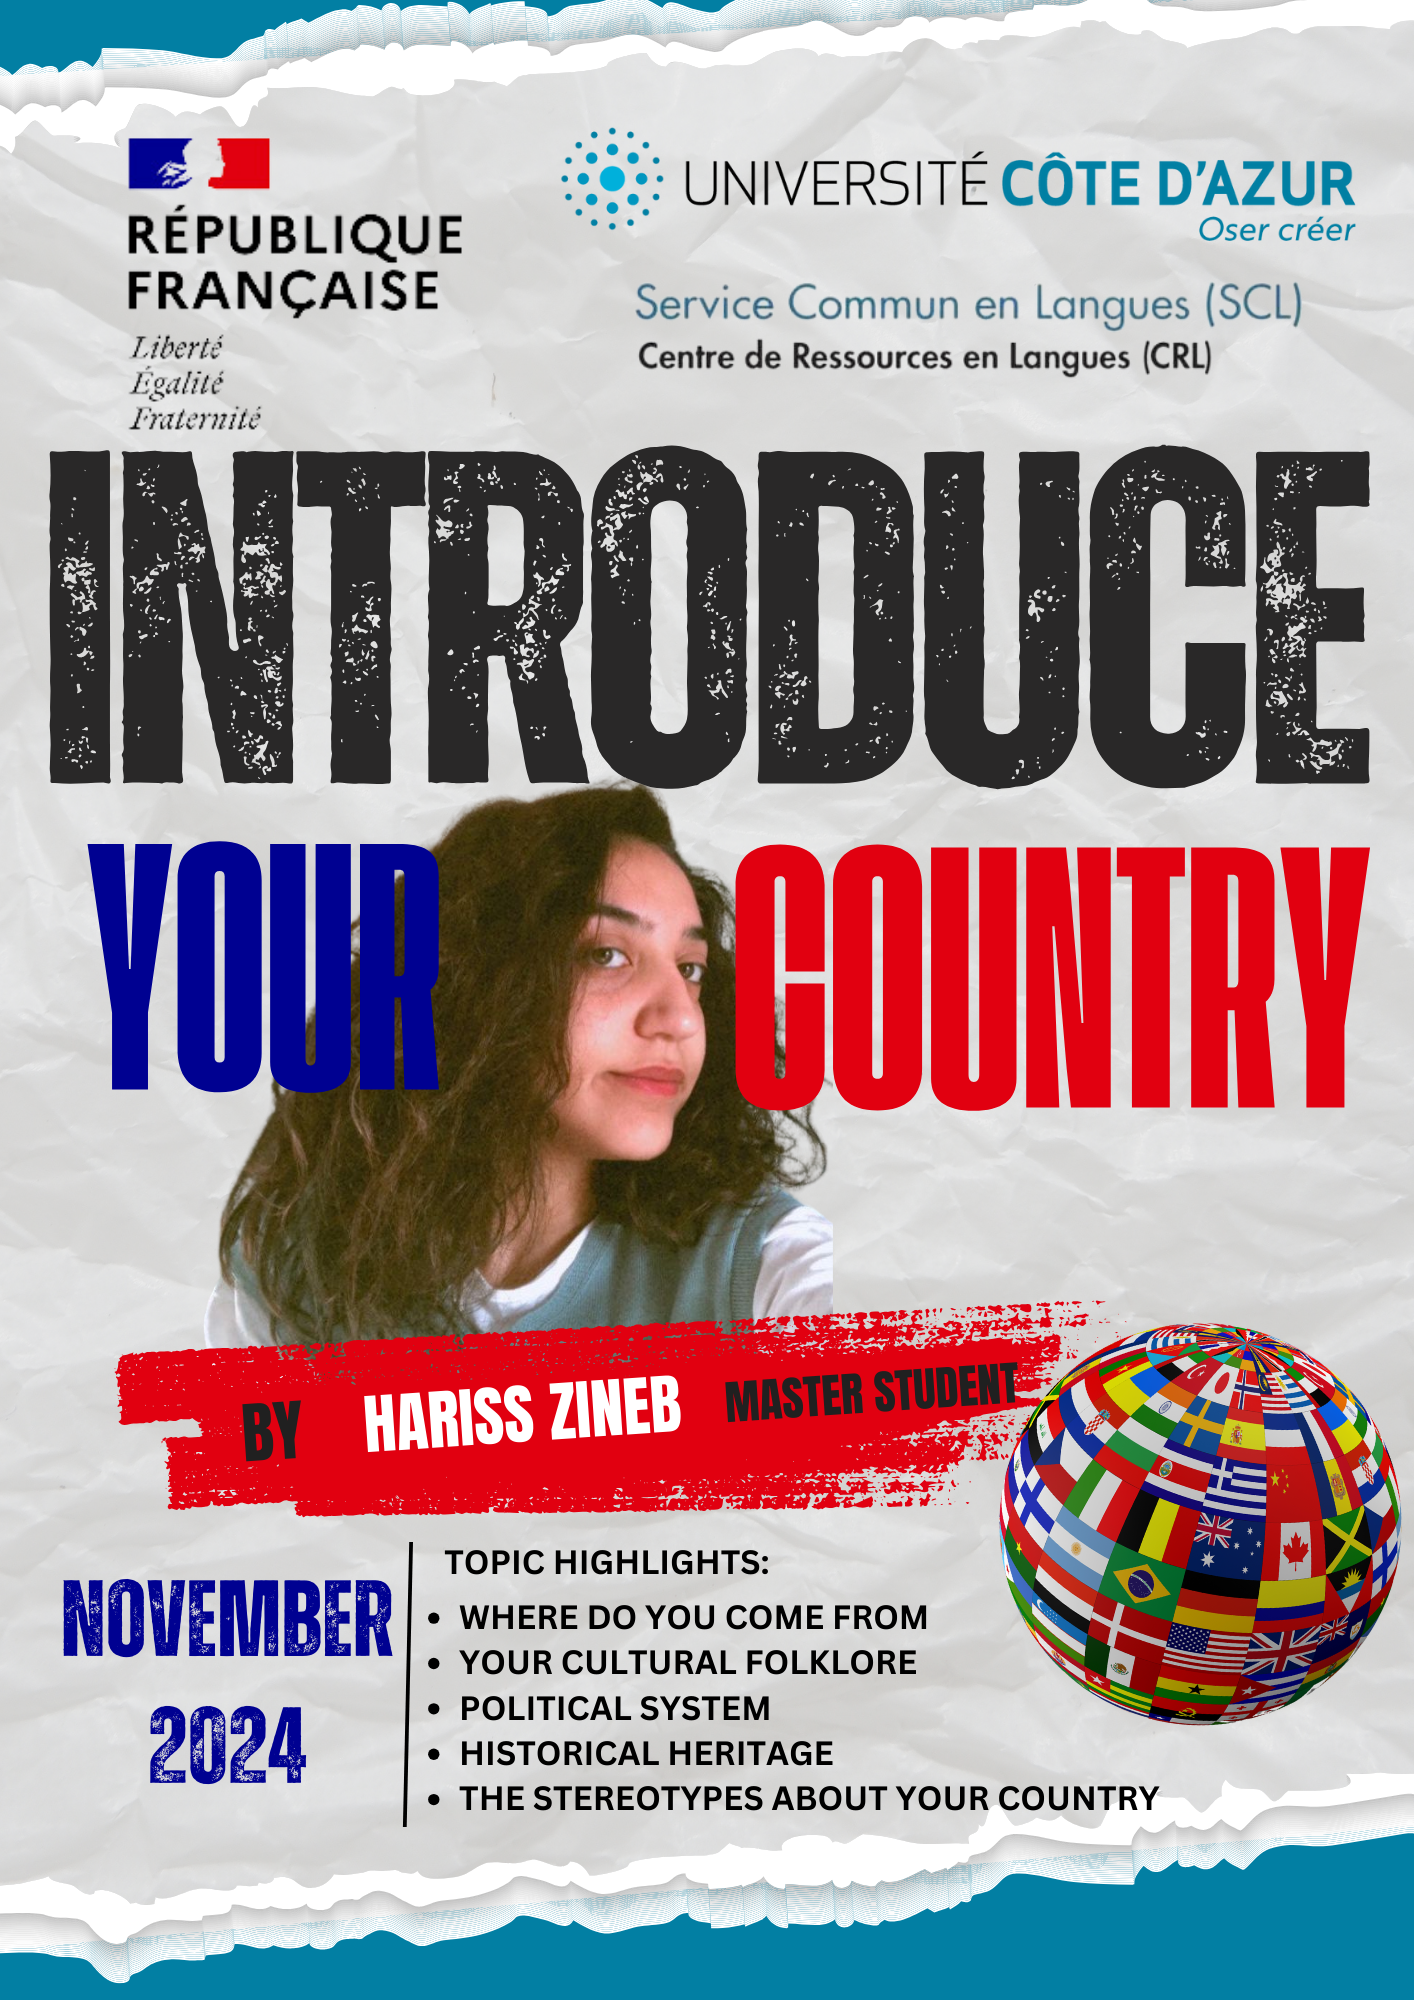 RÉPUBLIQUE
FRANÇAISE
Liberté
Égalité
Fraternité
UNIVERSITÉ CÔTE D'AZUR
Oser créer
Service Commun en Langues (SCL)
Centre de Ressources en Langues (CRL)
INTRODUCE
YOUR COUNTRY
BY HARISS ZINEB MASTER STUDENT
NOVEMBER
2024
TOPIC HIGHLIGHTS:
• WHERE DO YOU COME FROM
• YOUR CULTURAL FOLKLORE
• POLITICAL SYSTEM
• HISTORICAL HERITAGE
• THE STEREOTYPES ABOUT YOUR COUNTRY